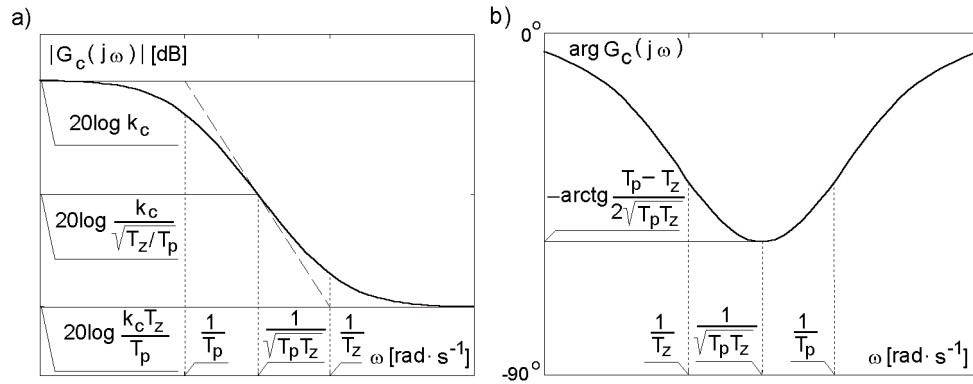 a)
|G_c(jω)| [dB]
20log k_c
20log k_c/√(T_z/T_p)
20log k_cT_z/T_p
1/T_p
1/√(T_pT_z)
1/T_z
ω [rad·s⁻¹]
b)
0°
arg G_c(jω)
−arctg (T_p−T_z)/(2√(T_pT_z))
-90°
1/T_z
1/√(T_pT_z)
1/T_p
ω [rad·s⁻¹]